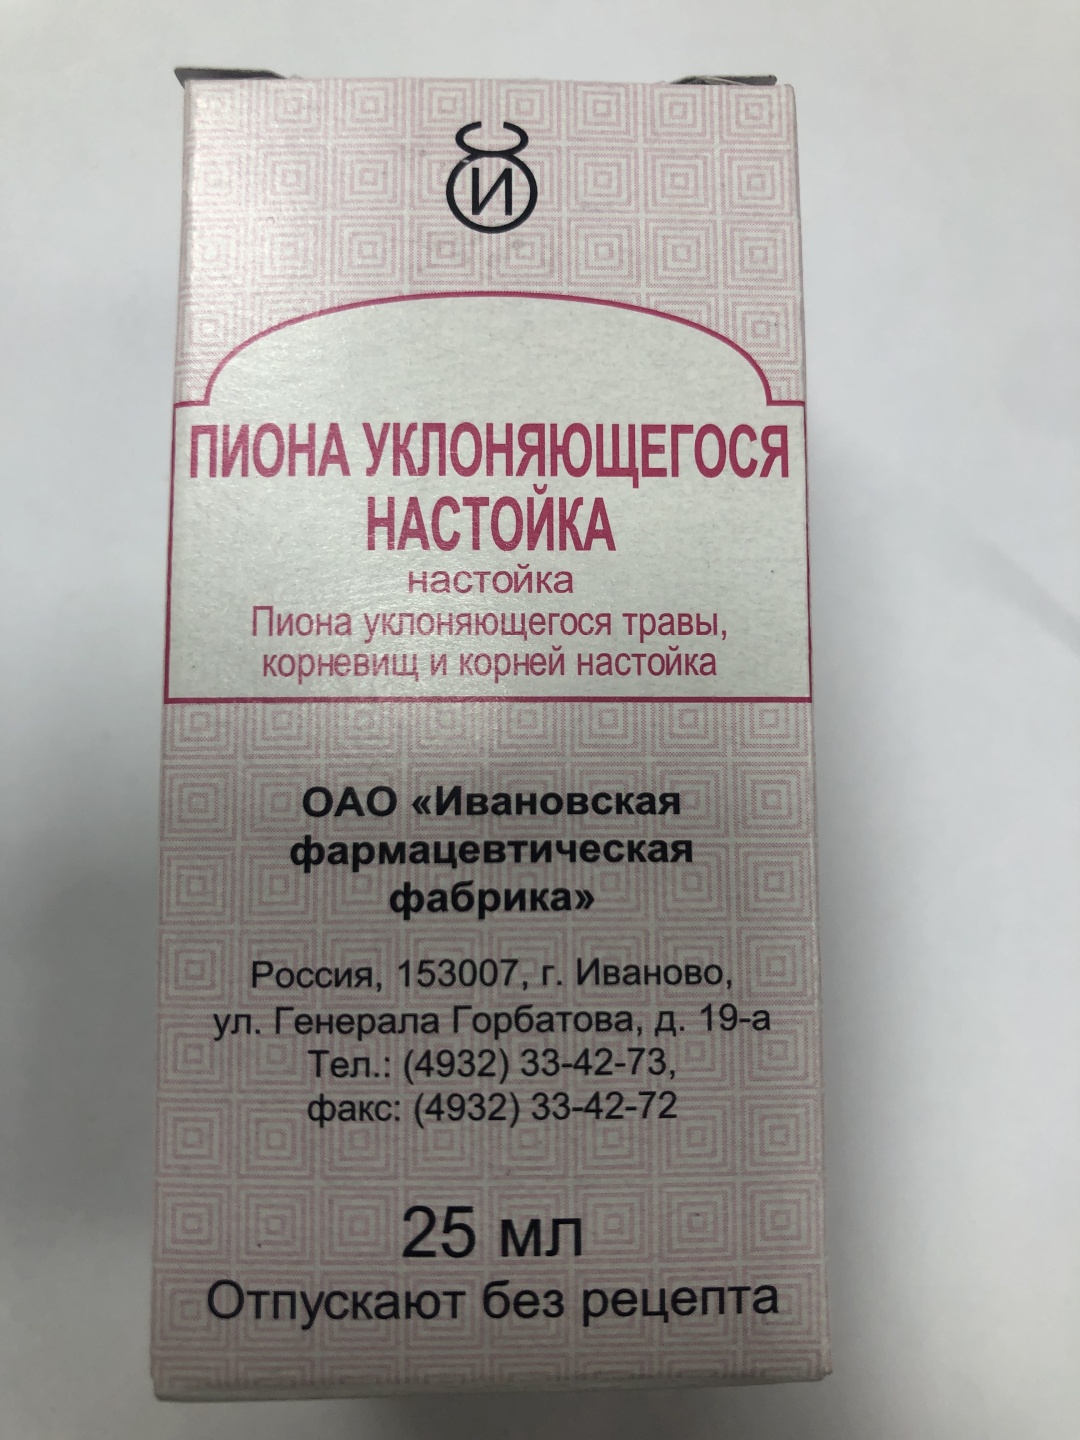 И
ПИОНА УКЛОНЯЮЩЕГОСЯ
НАСТОЙКА
настойка
Пиона уклоняющегося травы,
корневищ и корней настойка
ОАО «Ивановская
фармацевтическая
фабрика»
Россия, 153007, г. Иваново,
ул. Генерала Горбатова, д. 19-а
Тел.: (4932) 33-42-73,
факс: (4932) 33-42-72
25 мл
Отпускают без рецепта